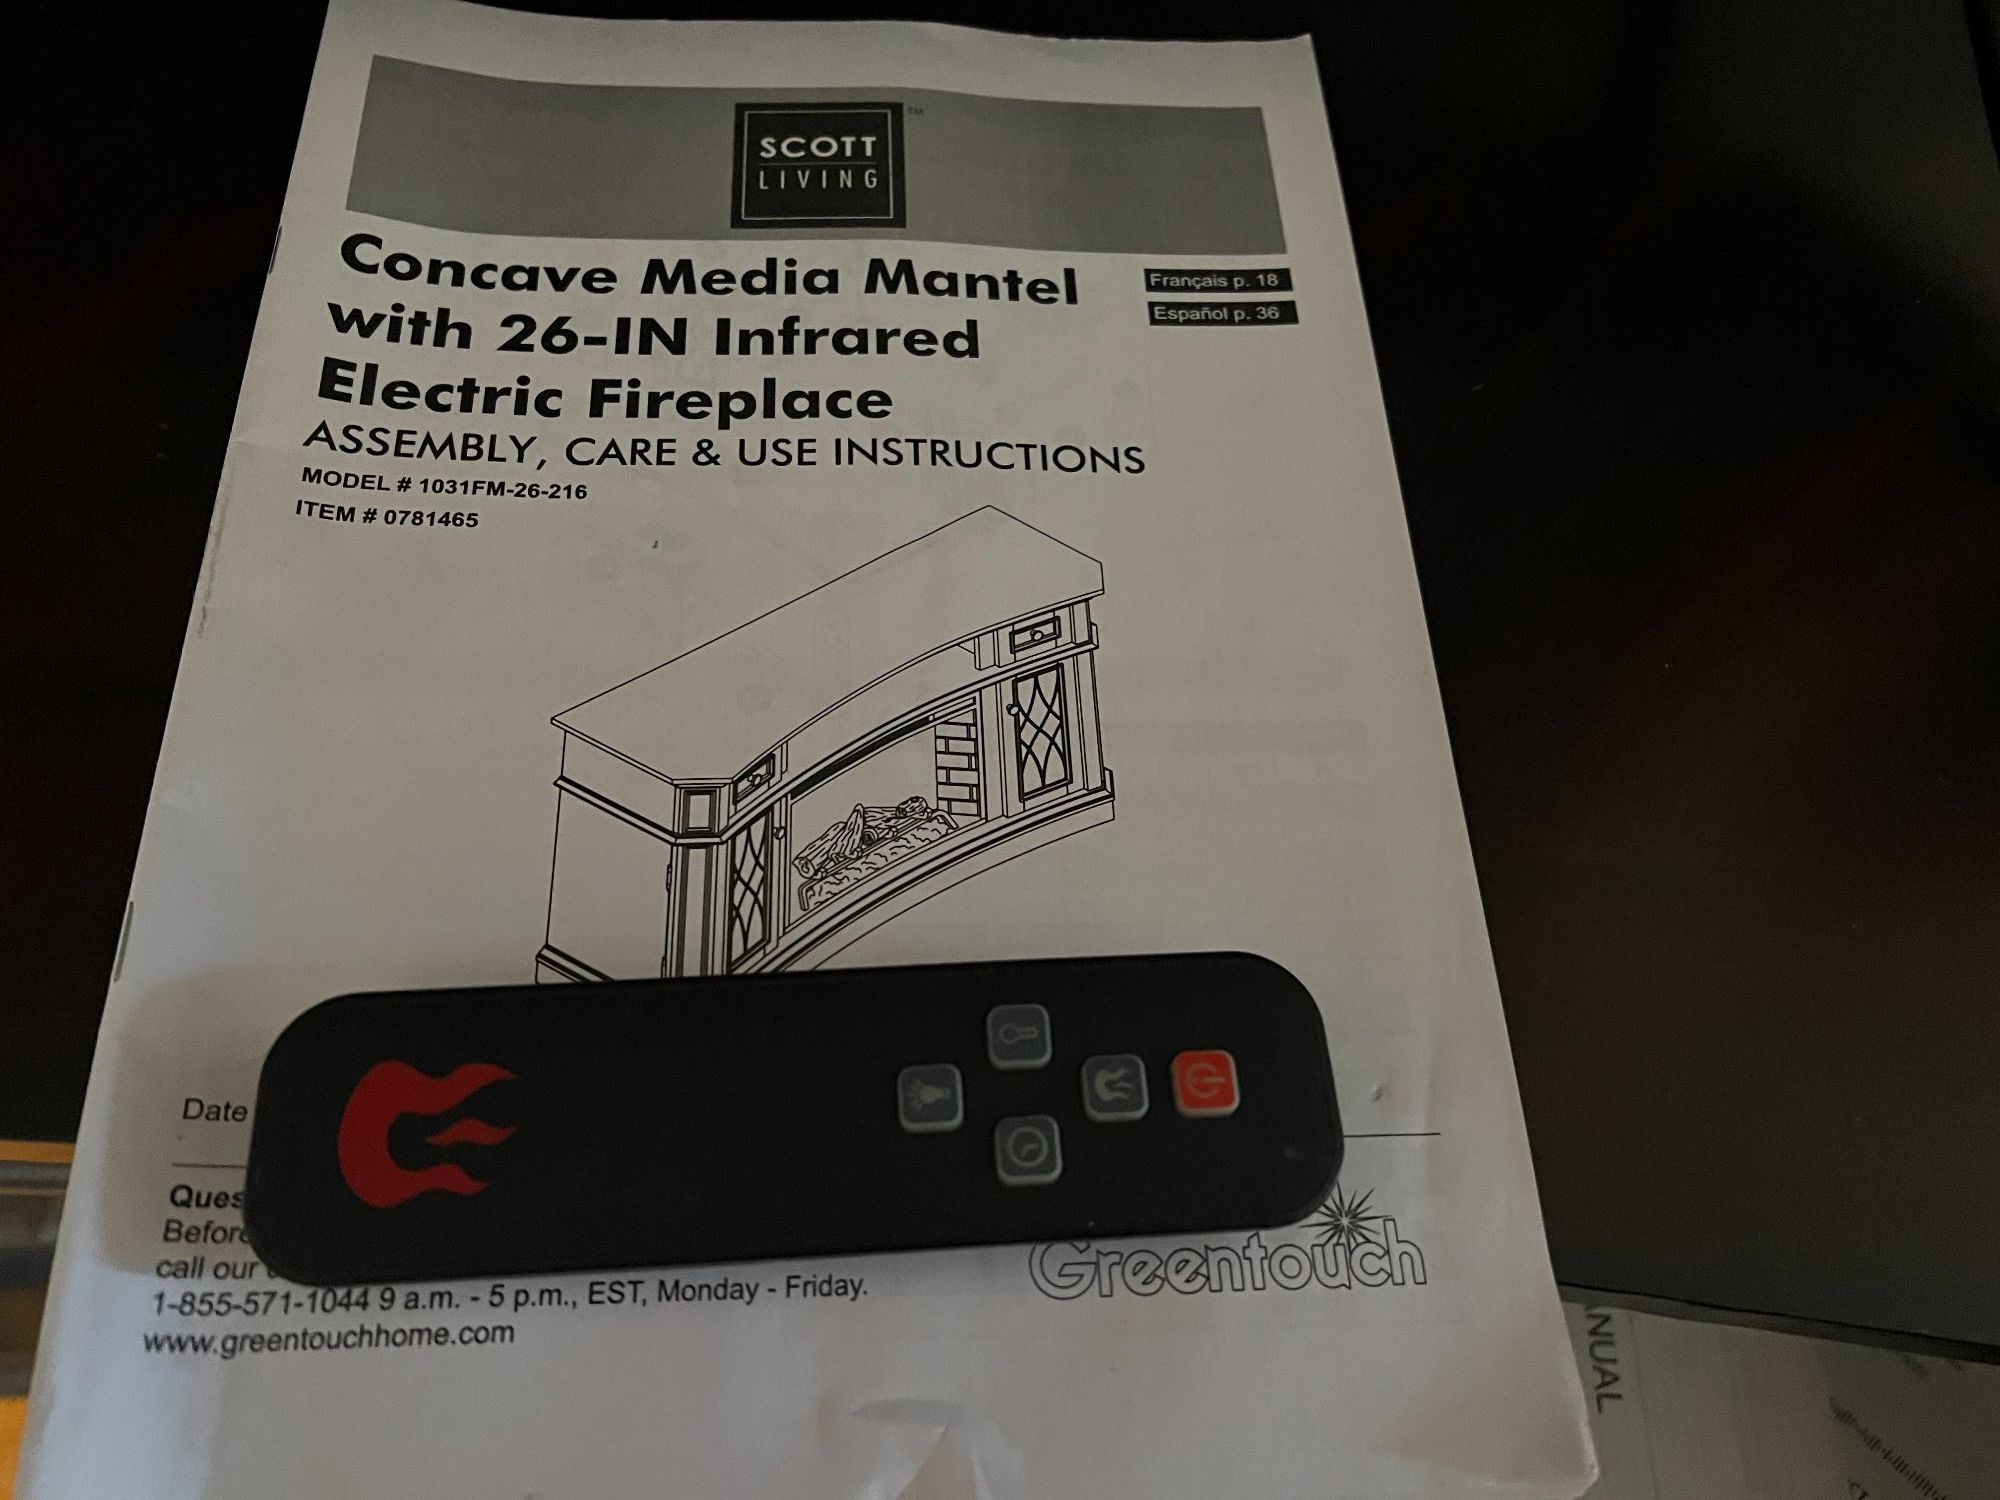 SCOTT
LIVING
TM
Concave Media Mantel
with 26-IN Infrared
Electric Fireplace
Français p. 18
Español p. 36
ASSEMBLY, CARE & USE INSTRUCTIONS
MODEL # 1031FM-26-216
ITEM # 0781465
Date
Ques
Before
call our
1-855-571-1044 9 a.m. - 5 p.m., EST, Monday - Friday.
www.greentouchhome.com
Greentouch
NUAL